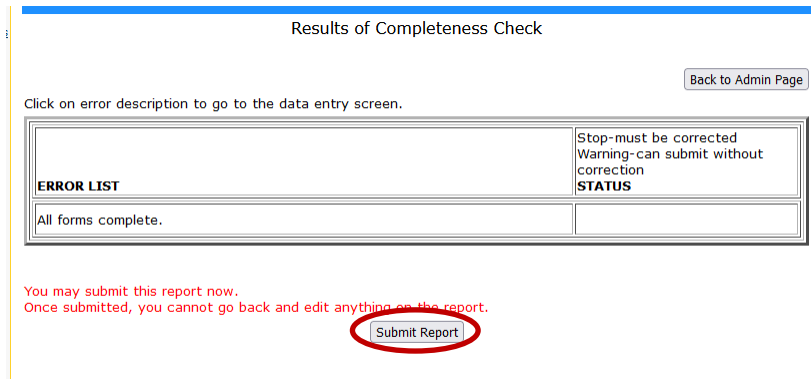 Results of Completeness Check
Back to Admin Page
Click on error description to go to the data entry screen.
Stop-must be corrected
Warning-can submit without
correction
ERROR LIST
STATUS
All forms complete.
You may submit this report now.
Once submitted, you cannot go back and edit anything on the report.
Submit Report